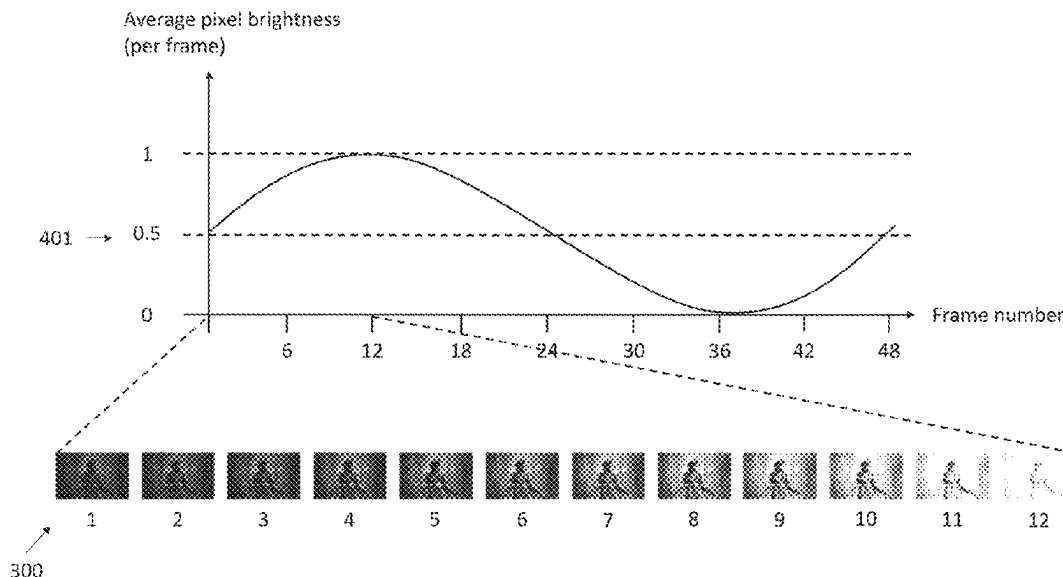 Average pixel brightness
(per frame)
1
401
0.5
0
Frame number
6 12 18 24 30 36 42 48
1 2 3 4 5 6 7 8 9 10 11 12
300